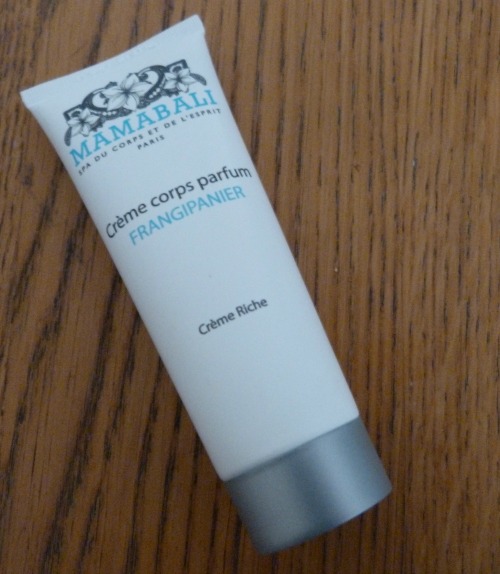 MAMABALI
SPA DU CORPS ET DE L'ESPRIT
PARIS
Crème corps parfum
FRANGIPANIER
Crème Riche